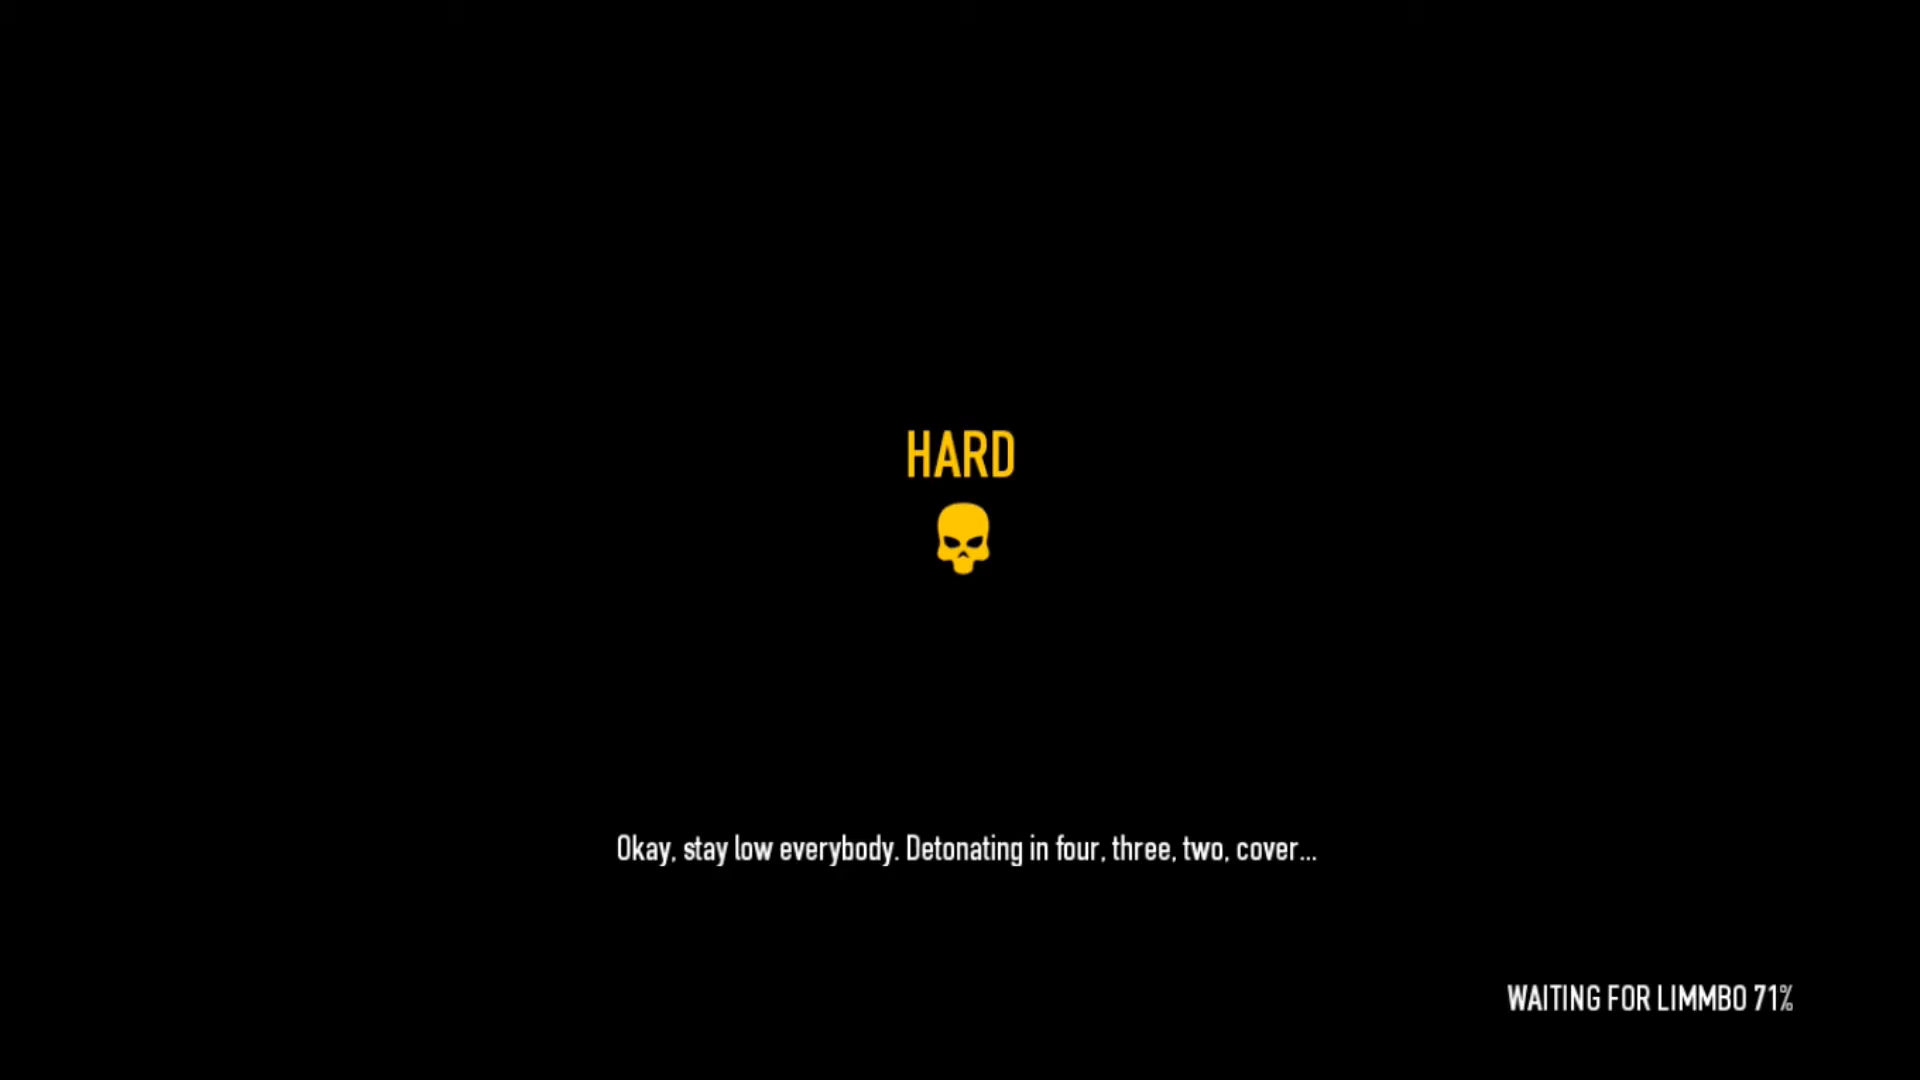 HARD
Okay, stay low everybody. Detonating in four, three, two, cover...
WAITING FOR LIMMBO 71%